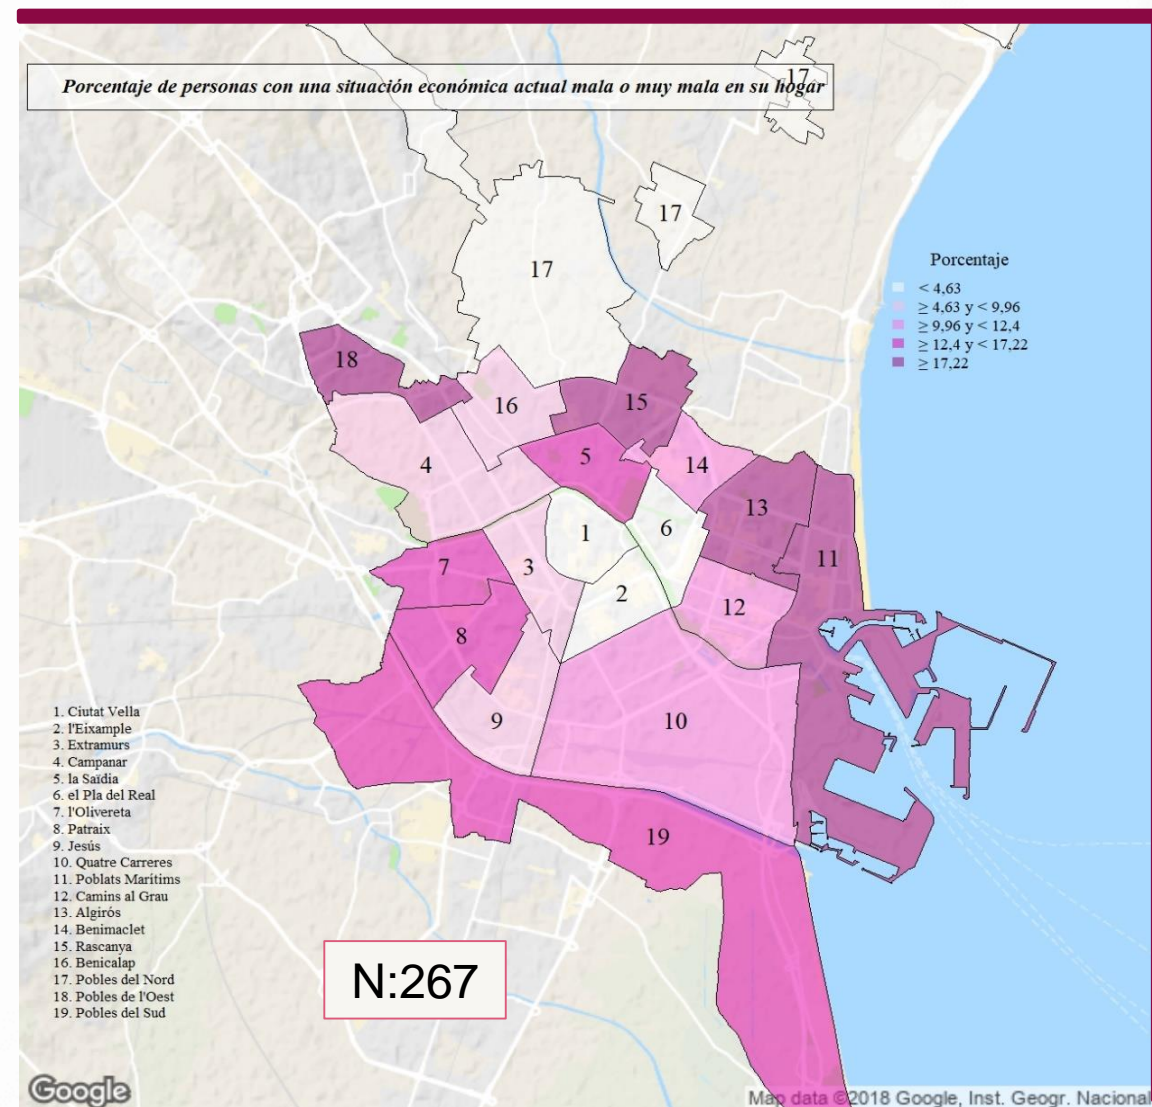 Porcentaje de personas con una situación económica actual mala o muy mala en su hogar
17
17
17
Porcentaje
< 4,63
≥ 4,63 y < 9,96
≥ 9,96 y < 12,4
≥ 12,4 y < 17,22
≥ 17,22
18
16
15
4
5
14
13
1
6
11
3
7
2
12
8
9
10
19
1. Ciutat Vella
2. l'Eixample
3. Extramurs
4. Campanar
5. la Saïdia
6. el Pla del Real
7. l'Olivereta
8. Patraix
9. Jesús
10. Quatre Carreres
11. Poblats Marítims
12. Camins al Grau
13. Algirós
14. Benimaclet
15. Rascanya
16. Benicalap
17. Pobles del Nord
18. Pobles de l'Oest
19. Pobles del Sud
N:267
Google
Map data ©2018 Google, Inst. Geogr. Nacional